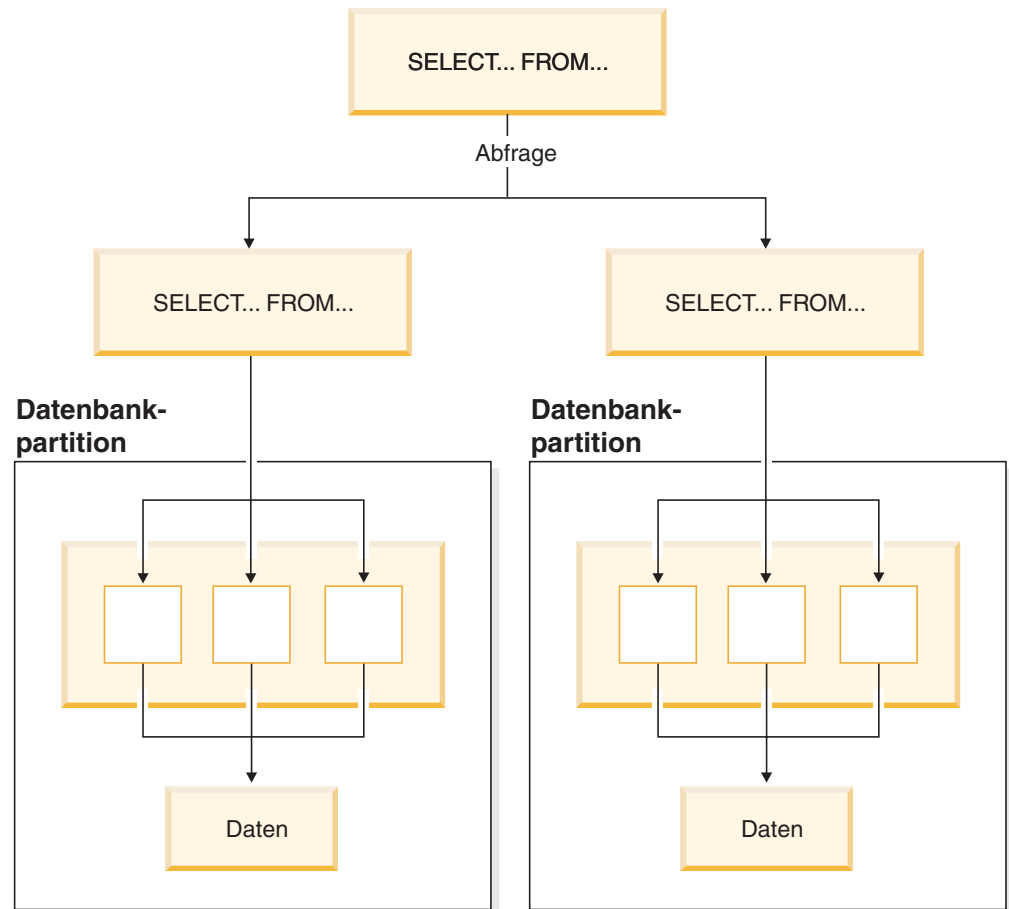 SELECT... FROM...
Abfrage
SELECT... FROM...
SELECT... FROM...
Datenbank-
partition
Datenbank-
partition
Daten
Daten